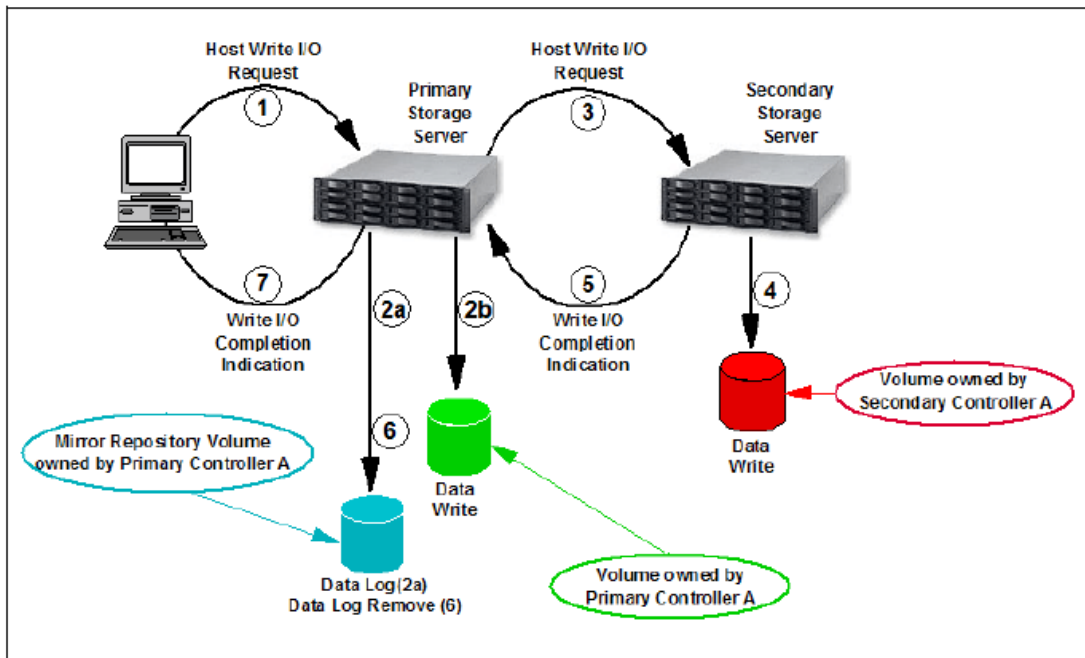 Host Write I/O
Request
1
Primary
Storage
Server
Host Write I/O
Request
3
Secondary
Storage
Server
7
Write I/O
Completion
Indication
2a
2b
5
Write I/O
Completion
Indication
4
6
Mirror Repository Volume
owned by Primary Controller A
Data
Write
Volume owned by
Secondary Controller A
Data
Write
Data Log(2a)
Data Log Remove (6)
Volume owned by
Primary Controller A